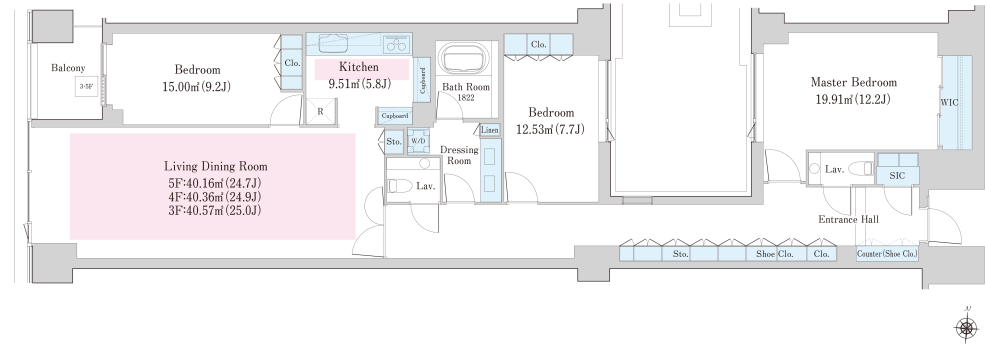 Balcony
3-5F
Bedroom
15.00㎡(9.2J)
Clo.
Kitchen
9.51㎡(5.8J)
R
Cupboard
Cupboard
Bath Room
1822
Clo.
Bedroom
12.53㎡(7.7J)
Master Bedroom
19.91㎡(12.2J)
WIC
Living Dining Room
5F:40.16㎡(24.7J)
4F:40.36㎡(24.9J)
3F:40.57㎡(25.0J)
Sto.
W/D
Linen
Dressing
Room
Lav.
Lav.
SIC
Entrance Hall
Sto.
Shoe Clo.
Clo.
Counter(Shoe Clo.)
N